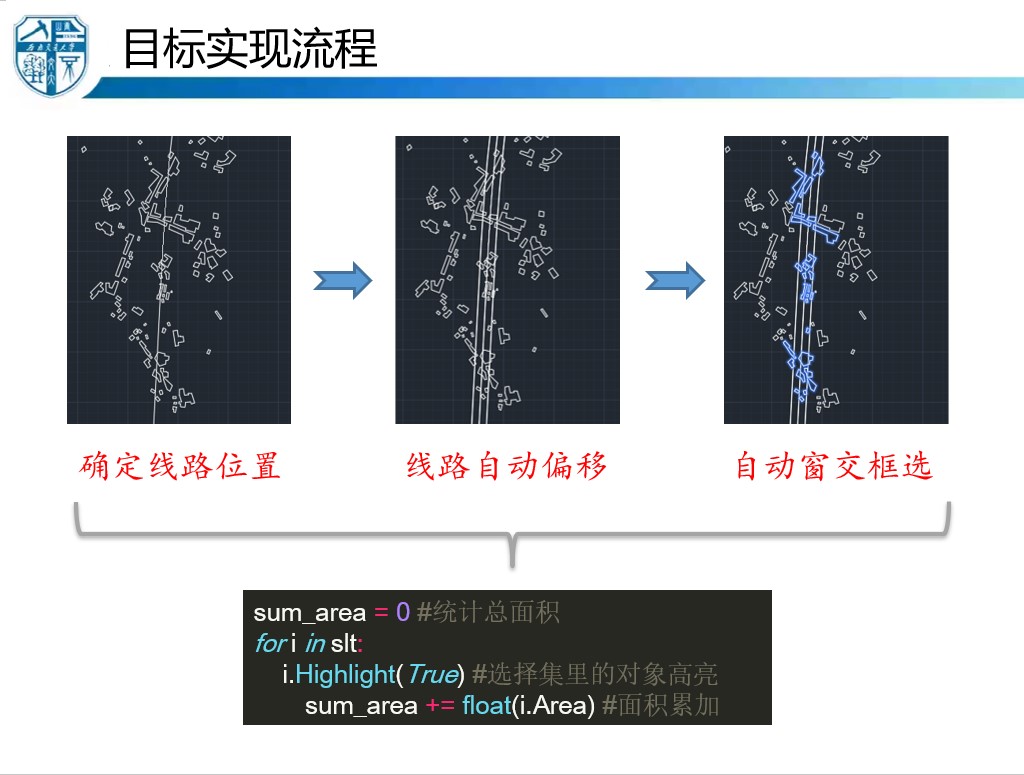 目标实现流程
确定线路位置
线路自动偏移
自动窗交框选
sum_area = 0 #统计总面积
for i in slt:
i.Highlight(True) #选择集里的对象高亮
sum_area += float(i.Area) #面积累加